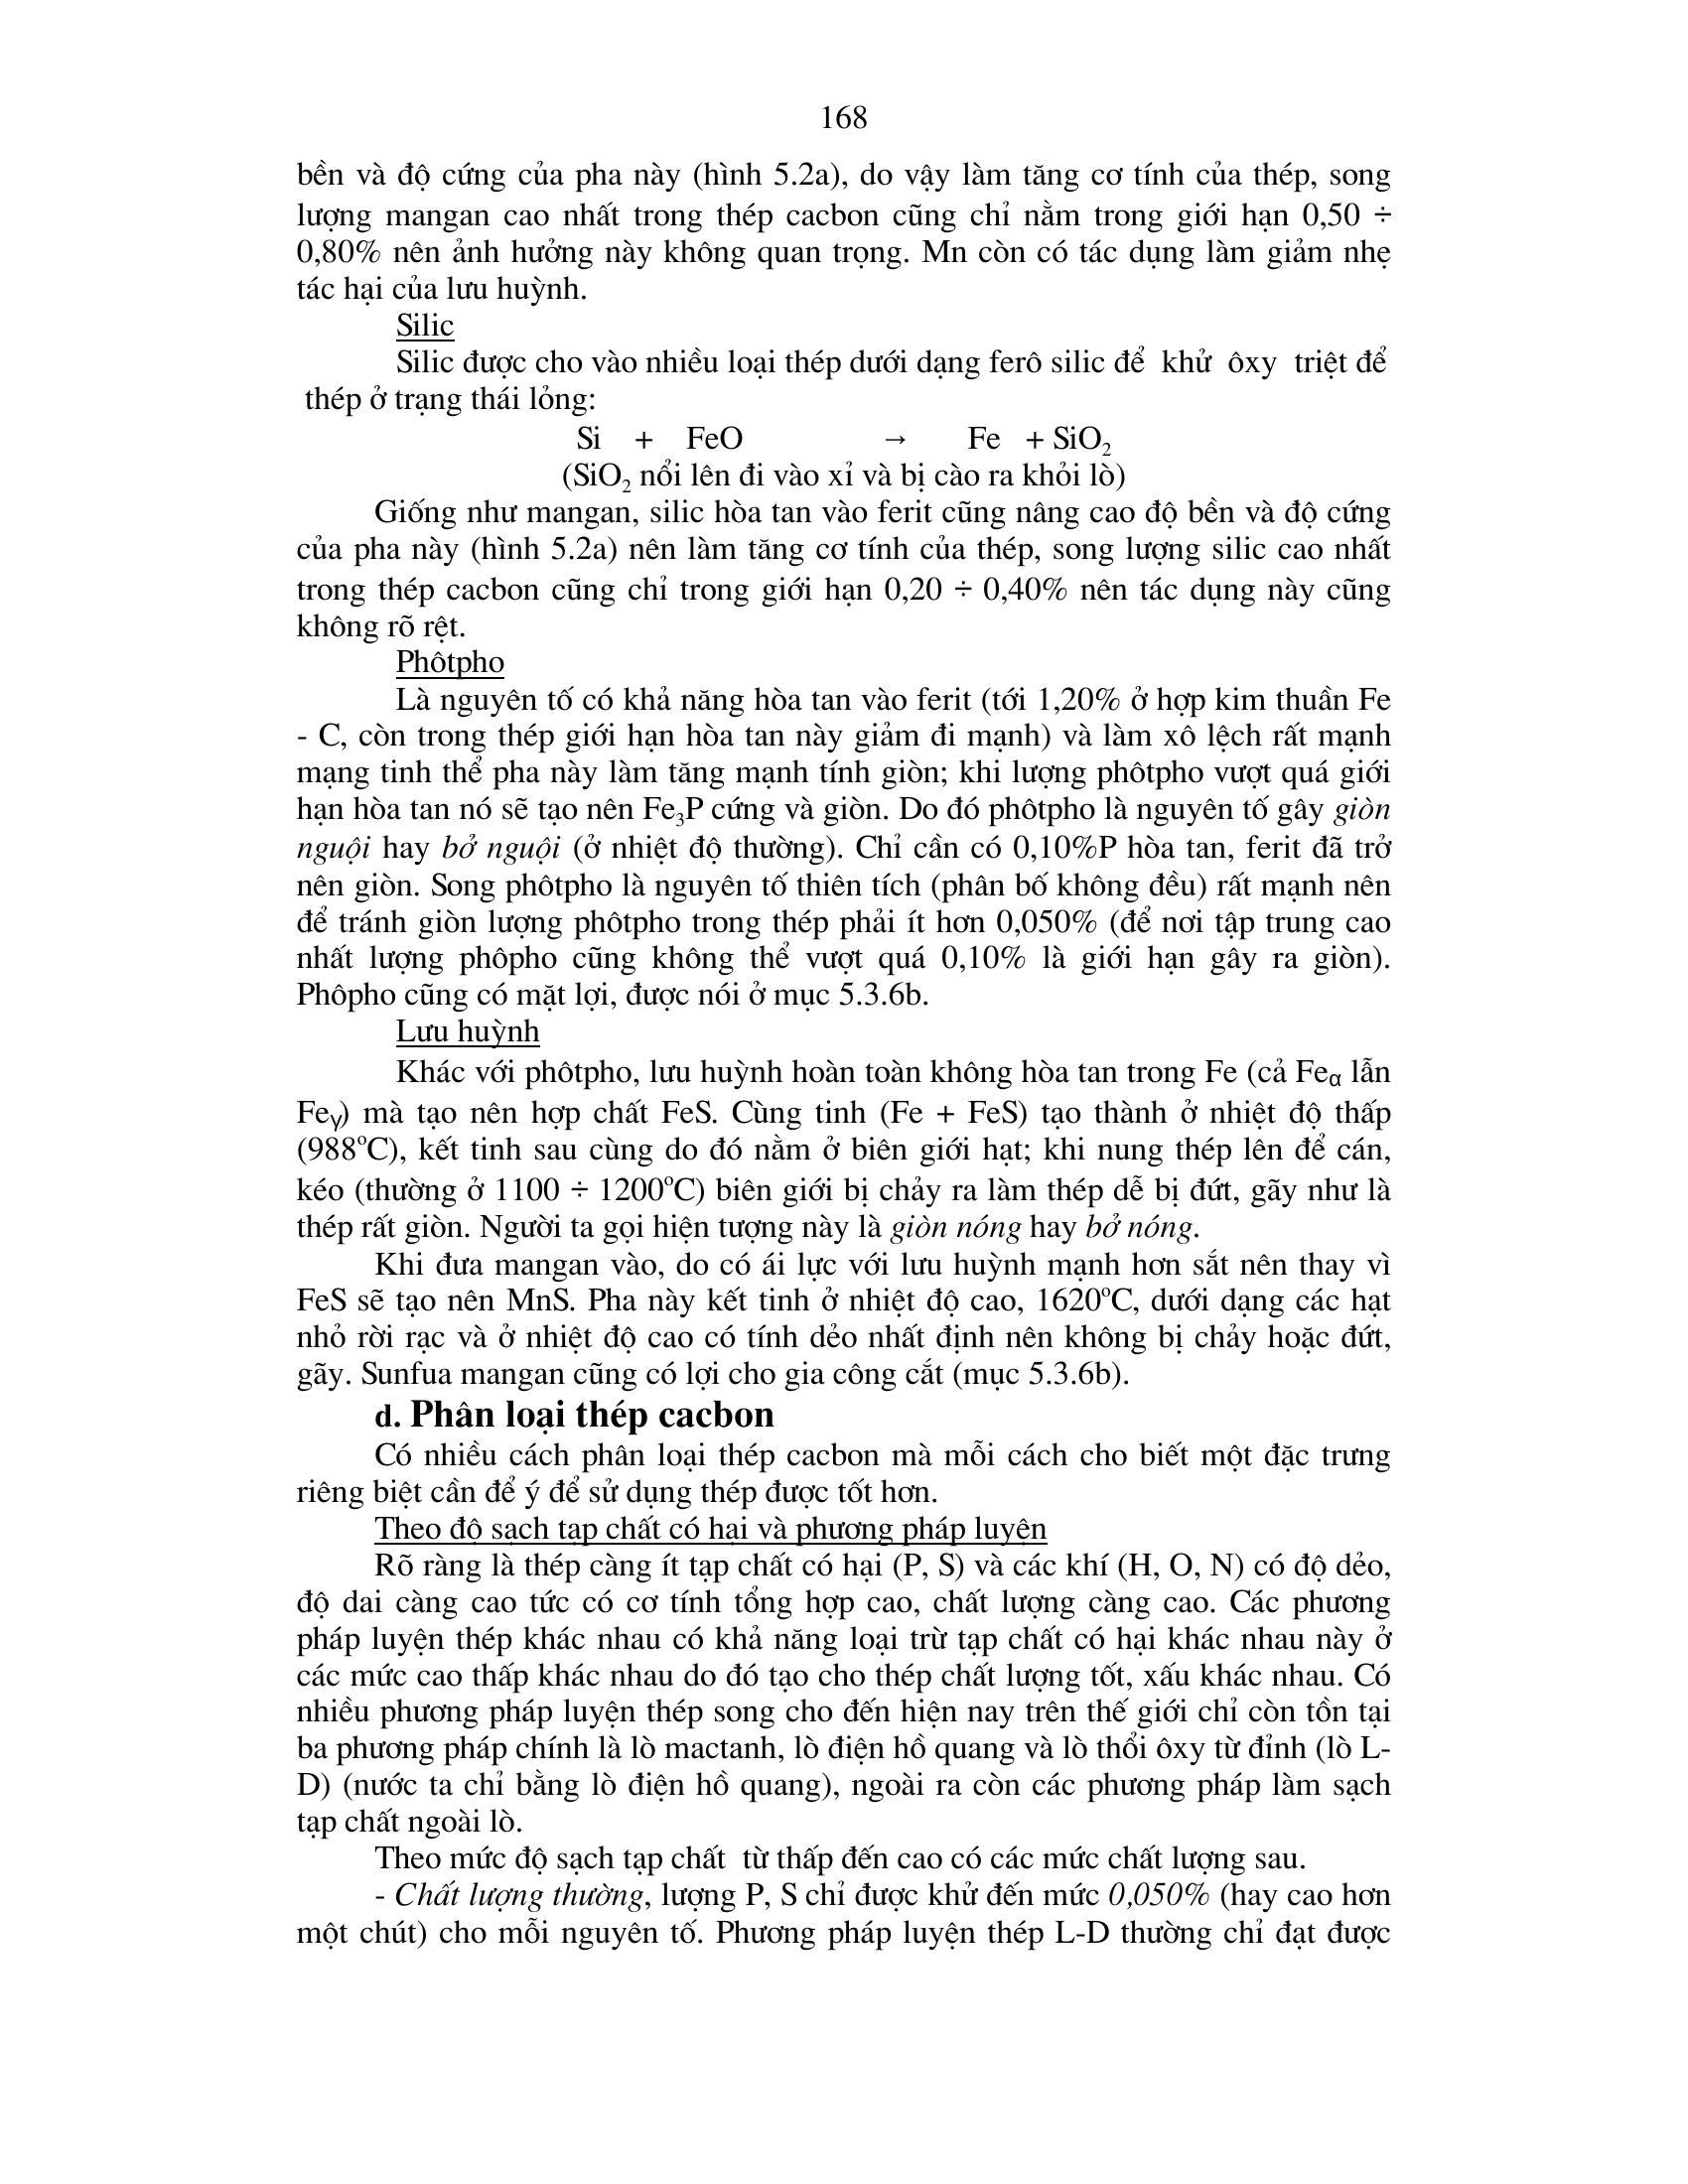 168
bền và độ cứng của pha này (hình 5.2a), do vậy làm tăng cơ tính của thép, song
lượng mangan cao nhất trong thép cacbon cũng chỉ nằm trong giới hạn 0,50 ÷
0,80% nên ảnh hưởng này không quan trọng. Mn còn có tác dụng làm giảm nhẹ
tác hại của lưu huỳnh.
Silic
Silic được cho vào nhiều loại thép dưới dạng ferô silic để khử ôxy triệt để
thép ở trạng thái lỏng:
Si + FeO → Fe + SiO₂
(SiO₂ nổi lên đi vào xỉ và bị cào ra khỏi lò)
Giống như mangan, silic hòa tan vào ferit cũng nâng cao độ bền và độ cứng
của pha này (hình 5.2a) nên làm tăng cơ tính của thép, song lượng silic cao nhất
trong thép cacbon cũng chỉ trong giới hạn 0,20 ÷ 0,40% nên tác dụng này cũng
không rõ rệt.
Phôtpho
Là nguyên tố có khả năng hòa tan vào ferit (tới 1,20% ở hợp kim thuần Fe
- C, còn trong thép giới hạn hòa tan này giảm đi mạnh) và làm xô lệch rất mạnh
mạng tinh thể pha này làm tăng mạnh tính giòn; khi lượng phôtpho vượt quá giới
hạn hòa tan nó sẽ tạo nên Fe₃P cứng và giòn. Do đó phôtpho là nguyên tố gây giòn
nguội hay bở nguội (ở nhiệt độ thường). Chỉ cần có 0,10%P hòa tan, ferit đã trở
nên giòn. Song phôtpho là nguyên tố thiên tích (phân bố không đều) rất mạnh nên
để tránh giòn lượng phôtpho trong thép phải ít hơn 0,050% (để nơi tập trung cao
nhất lượng phôpho cũng không thể vượt quá 0,10% là giới hạn gây ra giòn).
Phôpho cũng có mặt lợi, được nói ở mục 5.3.6b.
Lưu huỳnh
Khác với phôtpho, lưu huỳnh hoàn toàn không hòa tan trong Fe (cả Feα lẫn
Feγ) mà tạo nên hợp chất FeS. Cùng tinh (Fe + FeS) tạo thành ở nhiệt độ thấp
(988ºC), kết tinh sau cùng do đó nằm ở biên giới hạt; khi nung thép lên để cán,
kéo (thường ở 1100 ÷ 1200ºC) biên giới bị chảy ra làm thép dễ bị đứt, gãy như là
thép rất giòn. Người ta gọi hiện tượng này là giòn nóng hay bở nóng.
Khi đưa mangan vào, do có ái lực với lưu huỳnh mạnh hơn sắt nên thay vì
FeS sẽ tạo nên MnS. Pha này kết tinh ở nhiệt độ cao, 1620ºC, dưới dạng các hạt
nhỏ rời rạc và ở nhiệt độ cao có tính dẻo nhất định nên không bị chảy hoặc đứt,
gãy. Sunfua mangan cũng có lợi cho gia công cắt (mục 5.3.6b).
d. Phân loại thép cacbon
Có nhiều cách phân loại thép cacbon mà mỗi cách cho biết một đặc trưng
riêng biệt cần để ý để sử dụng thép được tốt hơn.
Theo độ sạch tạp chất có hại và phương pháp luyện
Rõ ràng là thép càng ít tạp chất có hại (P, S) và các khí (H, O, N) có độ dẻo,
độ dai càng cao tức có cơ tính tổng hợp cao, chất lượng càng cao. Các phương
pháp luyện thép khác nhau có khả năng loại trừ tạp chất có hại khác nhau này ở
các mức cao thấp khác nhau do đó tạo cho thép chất lượng tốt, xấu khác nhau. Có
nhiều phương pháp luyện thép song cho đến hiện nay trên thế giới chỉ còn tồn tại
ba phương pháp chính là lò mactanh, lò điện hồ quang và lò thổi ôxy từ đỉnh (lò L-
D) (nước ta chỉ bằng lò điện hồ quang), ngoài ra còn các phương pháp làm sạch
tạp chất ngoài lò.
Theo mức độ sạch tạp chất từ thấp đến cao có các mức chất lượng sau.
- Chất lượng thường, lượng P, S chỉ được khử đến mức 0,050% (hay cao hơn
một chút) cho mỗi nguyên tố. Phương pháp luyện thép L-D thường chỉ đạt được